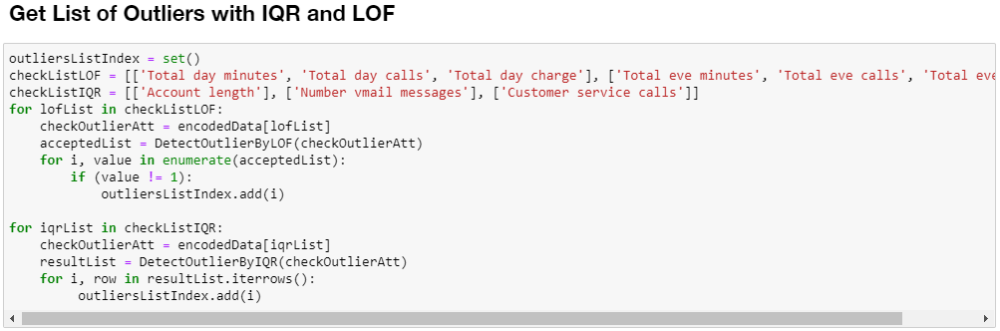 Get List of Outliers with IQR and LOF
outliersListIndex = set()
checkListLOF = [['Total day minutes', 'Total day calls', 'Total day charge'], ['Total eve minutes', 'Total eve calls', 'Total eve
checkListIQR = [['Account length'], ['Number vmail messages'], ['Customer service calls']]
for lofList in checkListLOF:
    checkOutlierAtt = encodedData[lofList]
    acceptedList = DetectOutlierByLOF(checkOutlierAtt)
    for i, value in enumerate(acceptedList):
        if (value != 1):
            outliersListIndex.add(i)
for iqrList in checkListIQR:
    checkOutlierAtt = encodedData[iqrList]
    resultList = DetectOutlierByIQR(checkOutlierAtt)
    for i, row in resultList.iterrows():
         outliersListIndex.add(i)